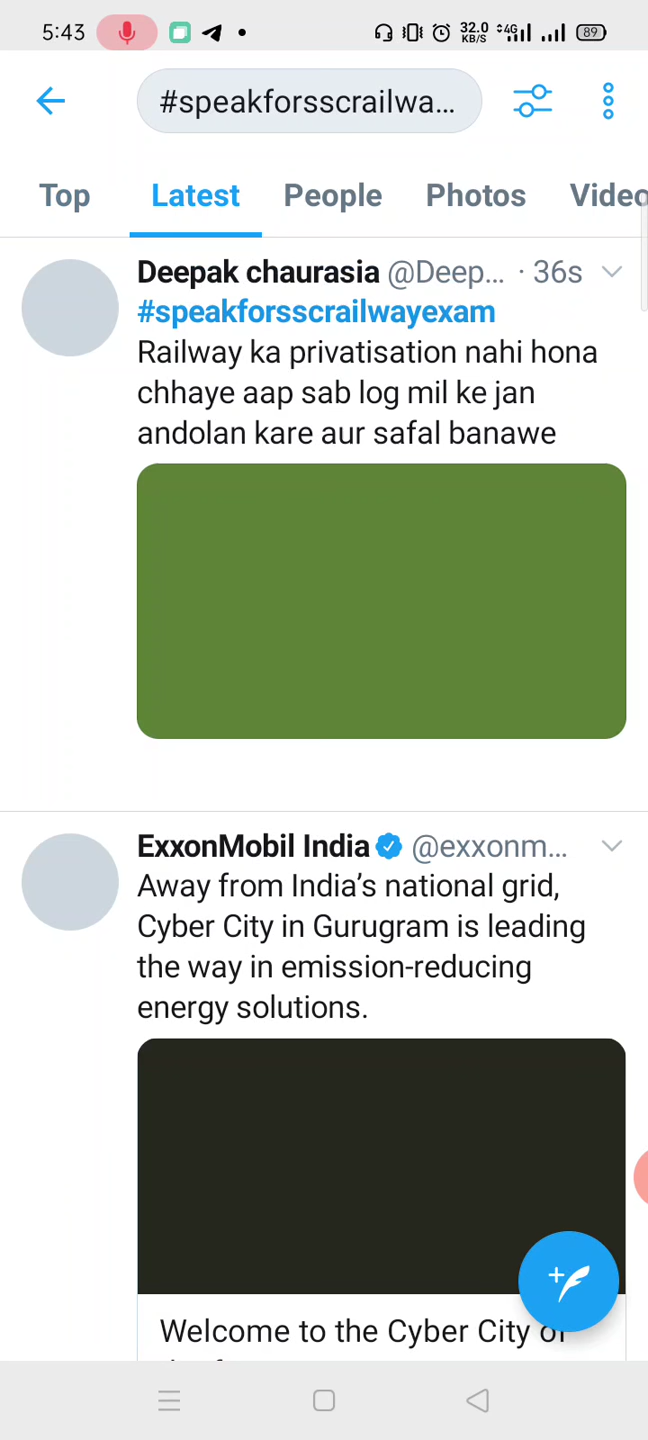 5:43 32.0 KB/S 4G 89
#speakforsscrailwa...
Top Latest People Photos Video
Deepak chaurasia @Deep... · 36s
#speakforsscrailwayexam
Railway ka privatisation nahi hona
chhaye aap sab log mil ke jan
andolan kare aur safal banawe
ExxonMobil India @exxonm...
Away from India's national grid,
Cyber City in Gurugram is leading
the way in emission-reducing
energy solutions.
Welcome to the Cyber City of